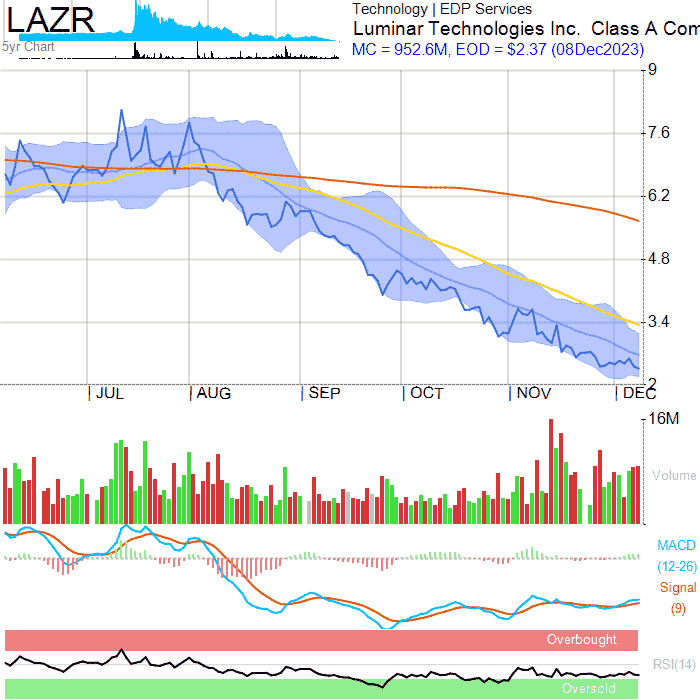 LAZR
Technology | EDP Services
Luminar Technologies Inc. Class A Com
5yr Chart
MC = 952.6M, EOD = $2.37 (08Dec2023)
9
7.6
6.2
4.8
3.4
2
JUL
AUG
SEP
OCT
NOV
DEC
16M
Volume
MACD
(12-26)
Signal
(9)
Overbought
RSI(14)
Oversold